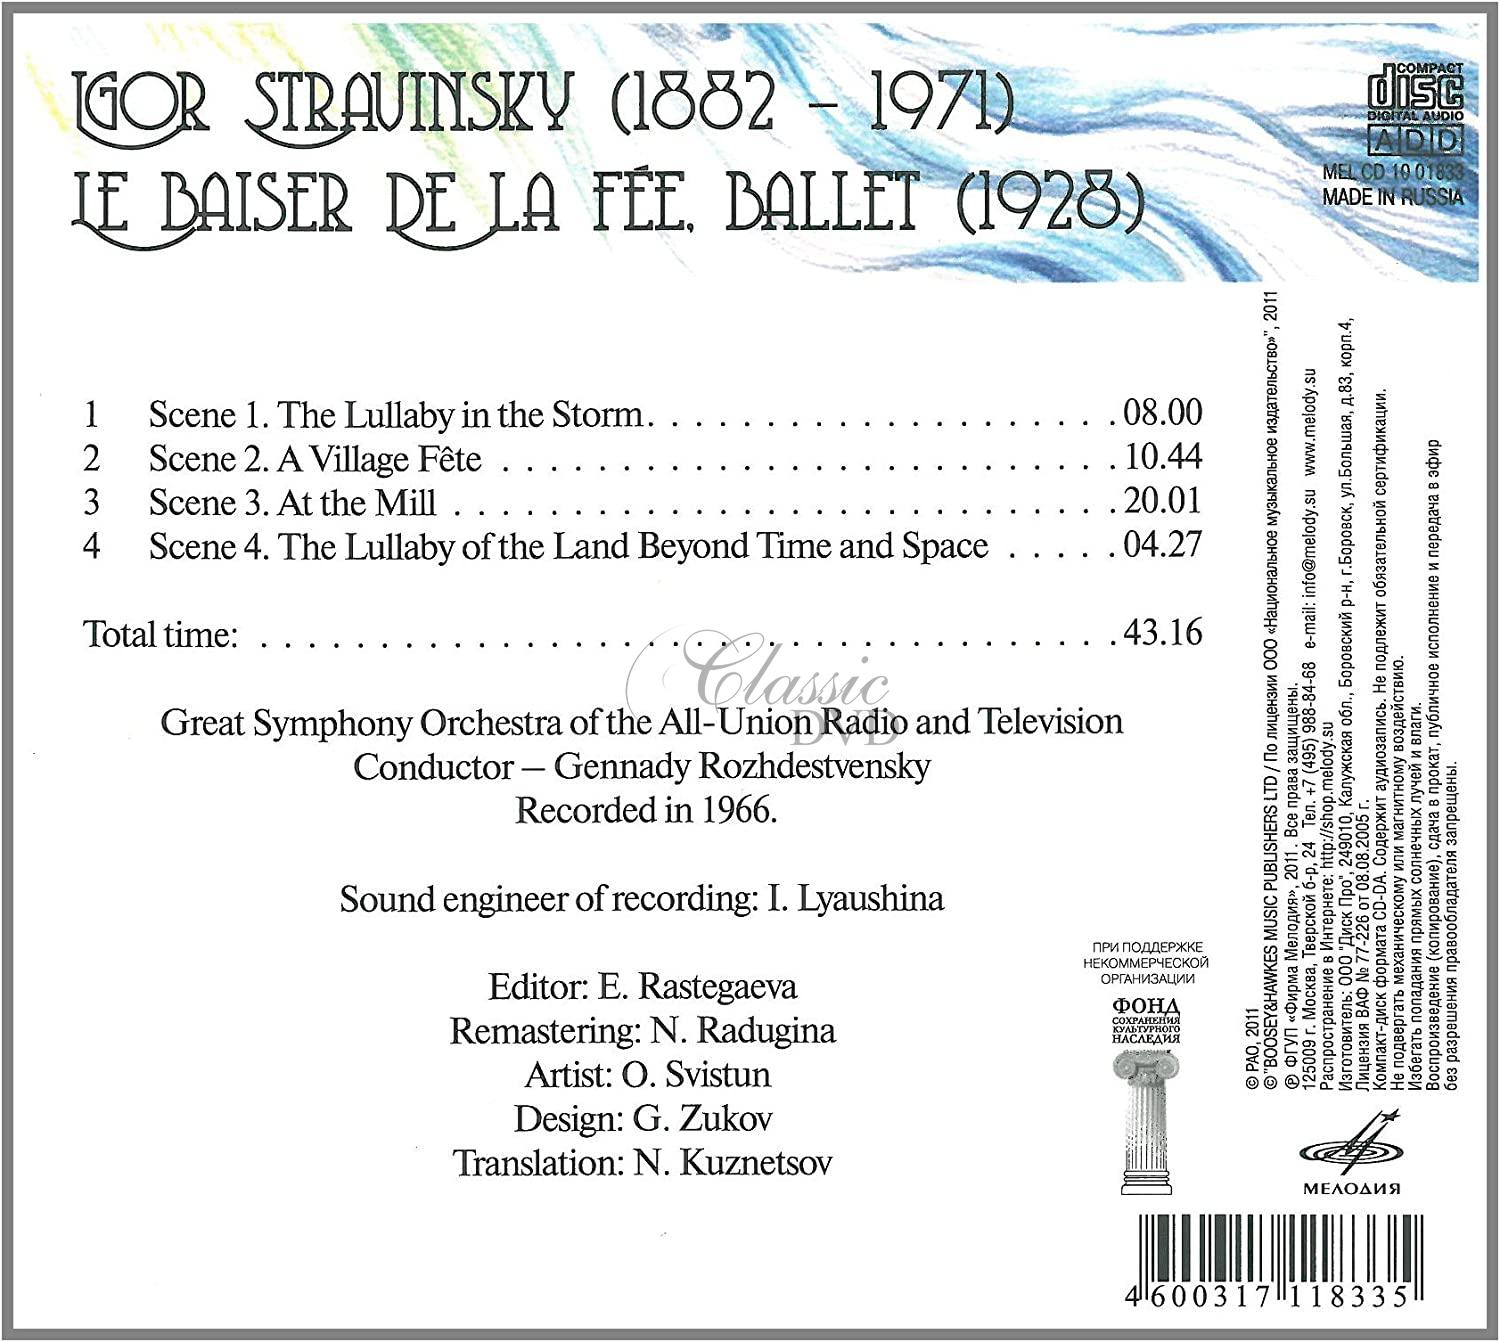 IGOR STRAVINSKY (1882 – 1971)
LE BAISER DE LA FÉE, BALLET (1928)
COMPACT
disc
DIGITAL AUDIO
ADD
MEL CD 10 01833
MADE IN RUSSIA
1 Scene 1. The Lullaby in the Storm. . . . . . . . . . . . . . . . . . 08.00
2 Scene 2. A Village Fête . . . . . . . . . . . . . . . . . . . . . . . 10.44
3 Scene 3. At the Mill . . . . . . . . . . . . . . . . . . . . . . . . . 20.01
4 Scene 4. The Lullaby of the Land Beyond Time and Space . . . . . 04.27
Total time: . . . . . . . . . . . . . . . . . . . . . . . . . . . . . . . . 43.16
Classic
DVD
Great Symphony Orchestra of the All-Union Radio and Television
Conductor – Gennady Rozhdestvensky
Recorded in 1966.
Sound engineer of recording: I. Lyaushina
Editor: E. Rastegaeva
Remastering: N. Radugina
Artist: O. Svistun
Design: G. Zukov
Translation: N. Kuznetsov
ПРИ ПОДДЕРЖКЕ
НЕКОММЕРЧЕСКОЙ
ОРГАНИЗАЦИИ
ФОНД
СОХРАНЕНИЯ
КУЛЬТУРНОГО
НАСЛЕДИЯ
© РАО, 2011
© "BOOSEY&HAWKES MUSIC PUBLISHERS LTD / По лицензии ООО «Национальное музыкальное издательство»", 2011
℗ ФГУП «Фирма Мелодия», 2011. Все права защищены.
125009 г. Москва, Тверской б-р, 24 Тел. +7 (495) 988-84-68 e-mail: info@melody.su www.melody.su
Распространение в Интернете: http://shop.melody.su
Изготовитель: ООО "Диск Про", 249010, Калужская обл., Боровский р-н, г.Боровск, ул.Большая, д.83, корп.4,
Лицензия ВАФ № 77-226 от 08.08.2005 г.
Компакт-диск формата CD-DA. Содержит аудиозапись. Не подлежит обязательной сертификации.
Не подвергать механическому или магнитному воздействию.
Избегать попадания прямых солнечных лучей и влаги.
Воспроизведение (копирование), сдача в прокат, публичное исполнение и передача в эфир
без разрешения правообладателя запрещены.
МЕЛОДИЯ
4 600317 118335